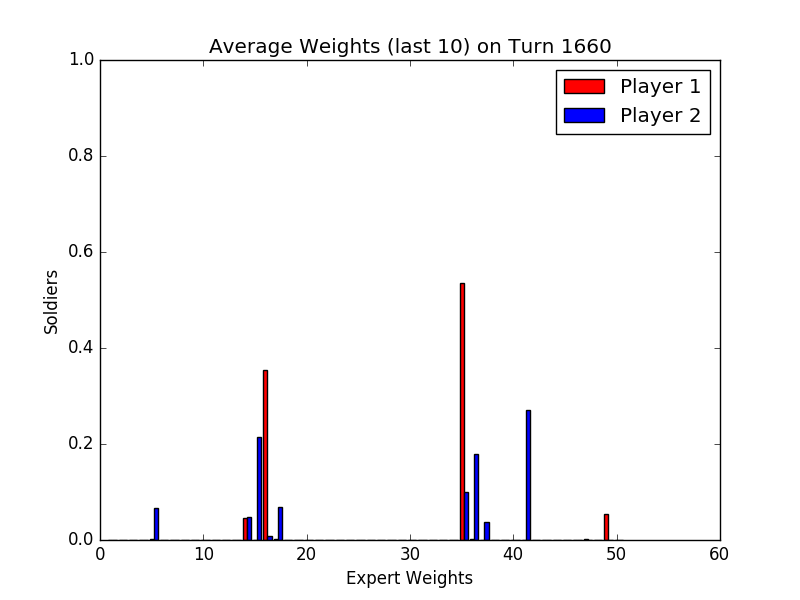 Average Weights (last 10) on Turn 1660
1.0
Player 1
Player 2
0.8
0.6
Soldiers
0.4
0.2
0.0
0 10 20 30 40 50 60
Expert Weights